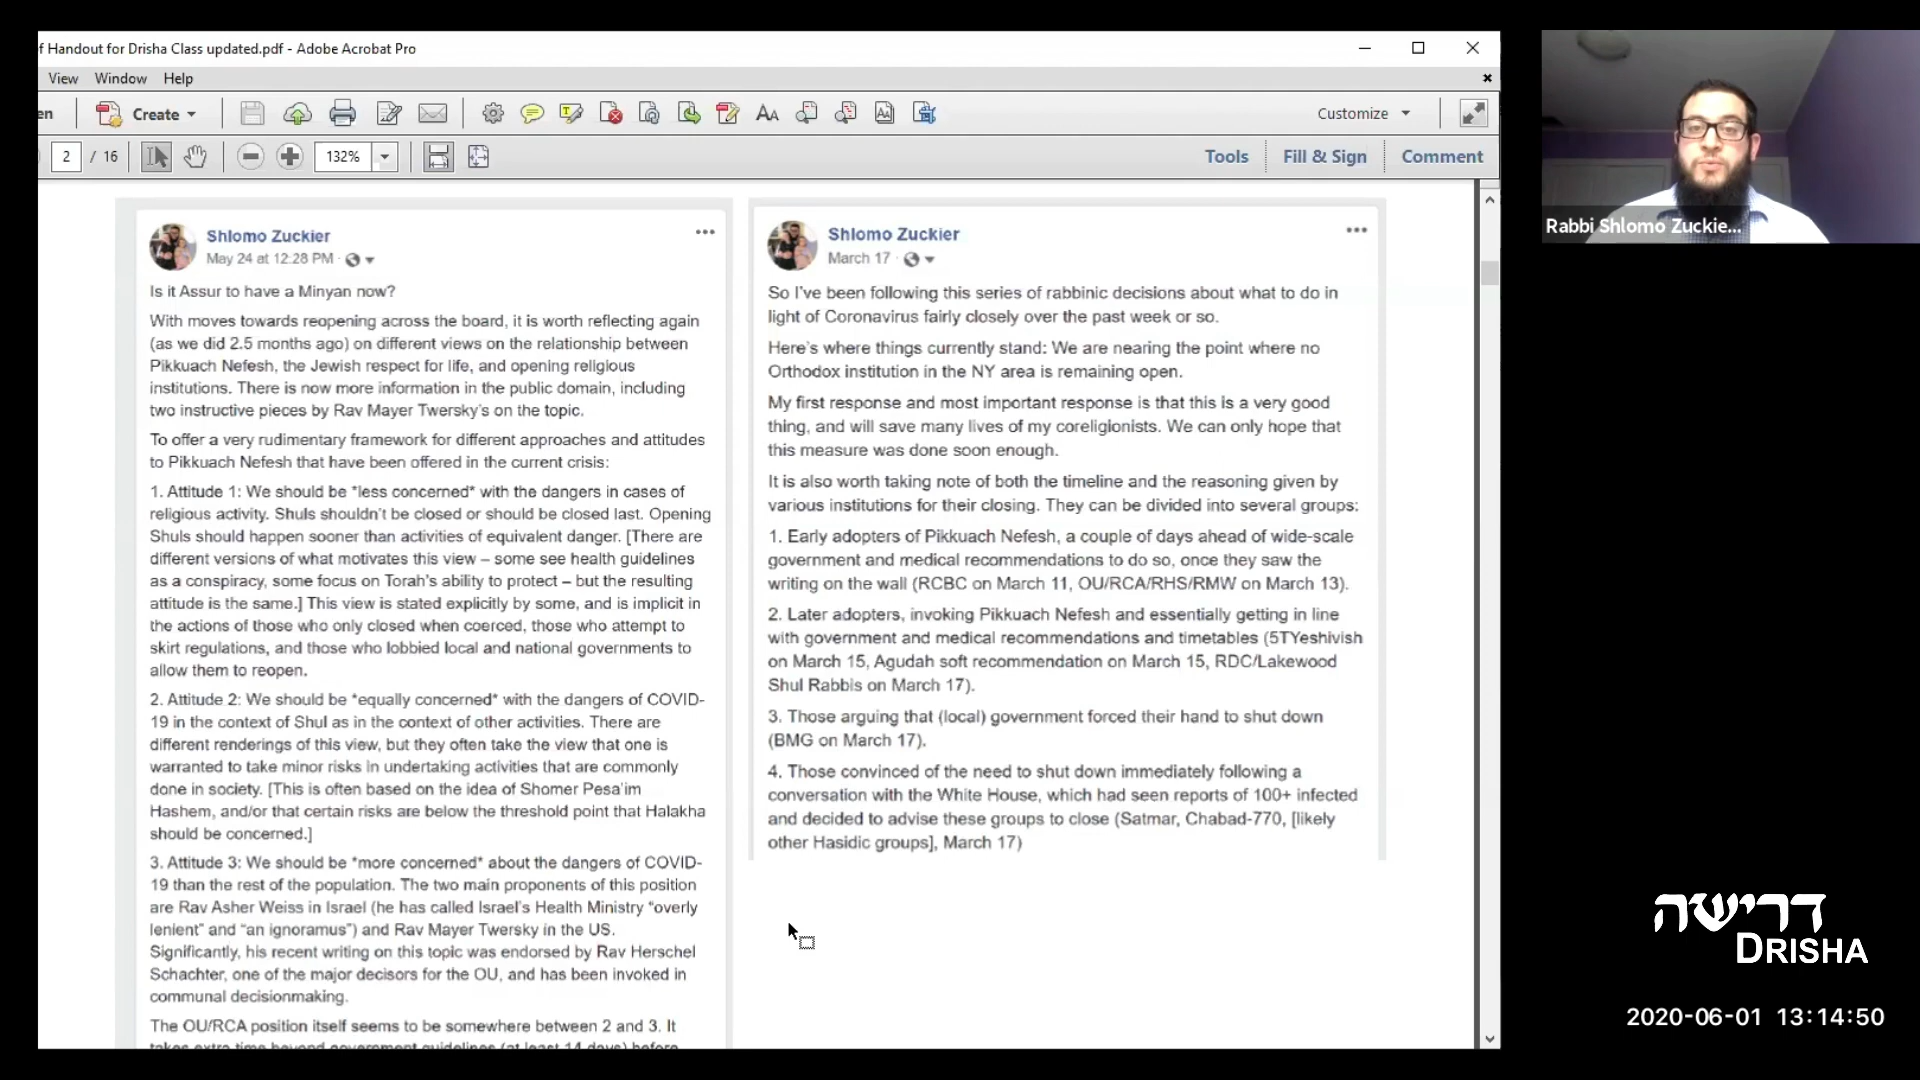 f Handout for Drisha Class updated.pdf - Adobe Acrobat Pro
View Window Help
en Create Customize
2 / 16 132% Tools Fill & Sign Comment
Shlomo Zuckier
May 24 at 12:28 PM ·
Is it Assur to have a Minyan now?
With moves towards reopening across the board, it is worth reflecting again
(as we did 2.5 months ago) on different views on the relationship between
Pikkuach Nefesh, the Jewish respect for life, and opening religious
institutions. There is now more information in the public domain, including
two instructive pieces by Rav Mayer Twersky's on the topic.
To offer a very rudimentary framework for different approaches and attitudes
to Pikkuach Nefesh that have been offered in the current crisis:
1. Attitude 1: We should be *less concerned* with the dangers in cases of
religious activity. Shuls shouldn't be closed or should be closed last. Opening
Shuls should happen sooner than activities of equivalent danger. [There are
different versions of what motivates this view – some see health guidelines
as a conspiracy, some focus on Torah's ability to protect – but the resulting
attitude is the same.] This view is stated explicitly by some, and is implicit in
the actions of those who only closed when coerced, those who attempt to
skirt regulations, and those who lobbied local and national governments to
allow them to reopen.
2. Attitude 2: We should be *equally concerned* with the dangers of COVID-
19 in the context of Shul as in the context of other activities. There are
different renderings of this view, but they often take the view that one is
warranted to take minor risks in undertaking activities that are commonly
done in society. [This is often based on the idea of Shomer Pesa'im
Hashem, and/or that certain risks are below the threshold point that Halakha
should be concerned.]
3. Attitude 3: We should be *more concerned* about the dangers of COVID-
19 than the rest of the population. The two main proponents of this position
are Rav Asher Weiss in Israel (he has called Israel's Health Ministry "overly
lenient" and "an ignoramus") and Rav Mayer Twersky in the US.
Significantly, his recent writing on this topic was endorsed by Rav Herschel
Schachter, one of the major decisors for the OU, and has been invoked in
communal decisionmaking.
The OU/RCA position itself seems to be somewhere between 2 and 3. It
takes extra time beyond government guidelines (at least 14 days) before
Shlomo Zuckier
March 17 ·
So I've been following this series of rabbinic decisions about what to do in
light of Coronavirus fairly closely over the past week or so.
Here's where things currently stand: We are nearing the point where no
Orthodox institution in the NY area is remaining open.
My first response and most important response is that this is a very good
thing, and will save many lives of my coreligionists. We can only hope that
this measure was done soon enough.
It is also worth taking note of both the timeline and the reasoning given by
various institutions for their closing. They can be divided into several groups:
1. Early adopters of Pikkuach Nefesh, a couple of days ahead of wide-scale
government and medical recommendations to do so, once they saw the
writing on the wall (RCBC on March 11, OU/RCA/RHS/RMW on March 13).
2. Later adopters, invoking Pikkuach Nefesh and essentially getting in line
with government and medical recommendations and timetables (5TYeshivish
on March 15, Agudah soft recommendation on March 15, RDC/Lakewood
Shul Rabbis on March 17).
3. Those arguing that (local) government forced their hand to shut down
(BMG on March 17).
4. Those convinced of the need to shut down immediately following a
conversation with the White House, which had seen reports of 100+ infected
and decided to advise these groups to close (Satmar, Chabad-770, [likely
other Hasidic groups], March 17)
Rabbi Shlomo Zuckie...
דרישה
DRISHA
2020-06-01 13:14:50